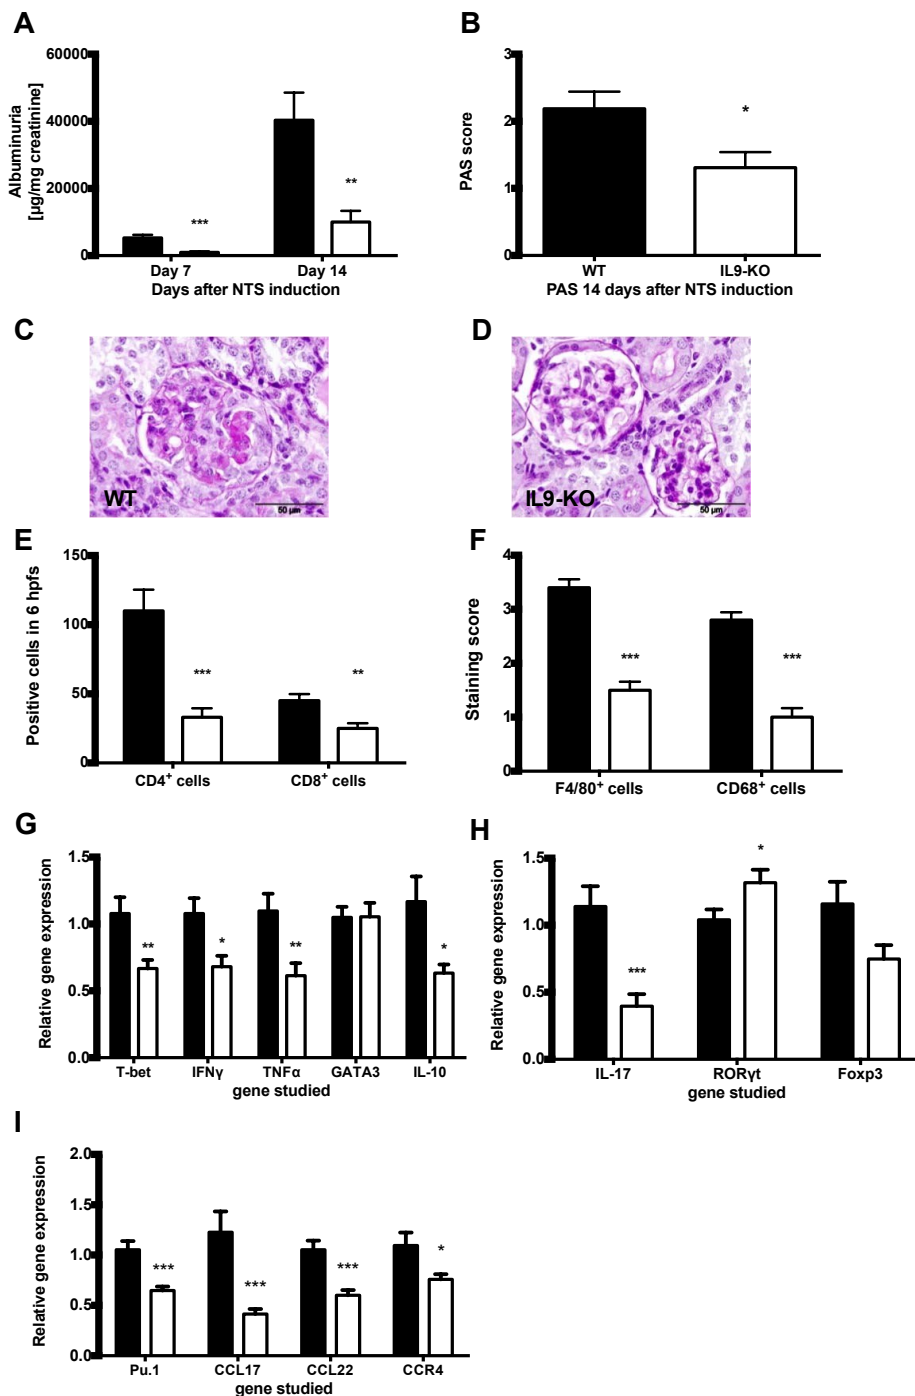 A
60000
40000
20000
0
Albuminuria
[µg/mg creatinine]
***
**
Day 7 Day 14
Days after NTS induction
B
3
2
1
0
PAS score
*
WT IL9-KO
PAS 14 days after NTS induction
C
WT
50 µm
D
IL9-KO
50 µm
E
150
100
50
0
Positive cells in 6 hpfs
***
**
CD4+ cells CD8+ cells
F
4
3
2
1
0
Staining score
***
***
F4/80+ cells CD68+ cells
G
1.5
1.0
0.5
0.0
Relative gene expression
** * ** *
T-bet IFNγ TNFα GATA3 IL-10
gene studied
H
1.5
1.0
0.5
0.0
Relative gene expression
***
*
IL-17 RORγt Foxp3
gene studied
I
2.0
1.5
1.0
0.5
0.0
Relative gene expression
*** *** *** *
Pu.1 CCL17 CCL22 CCR4
gene studied